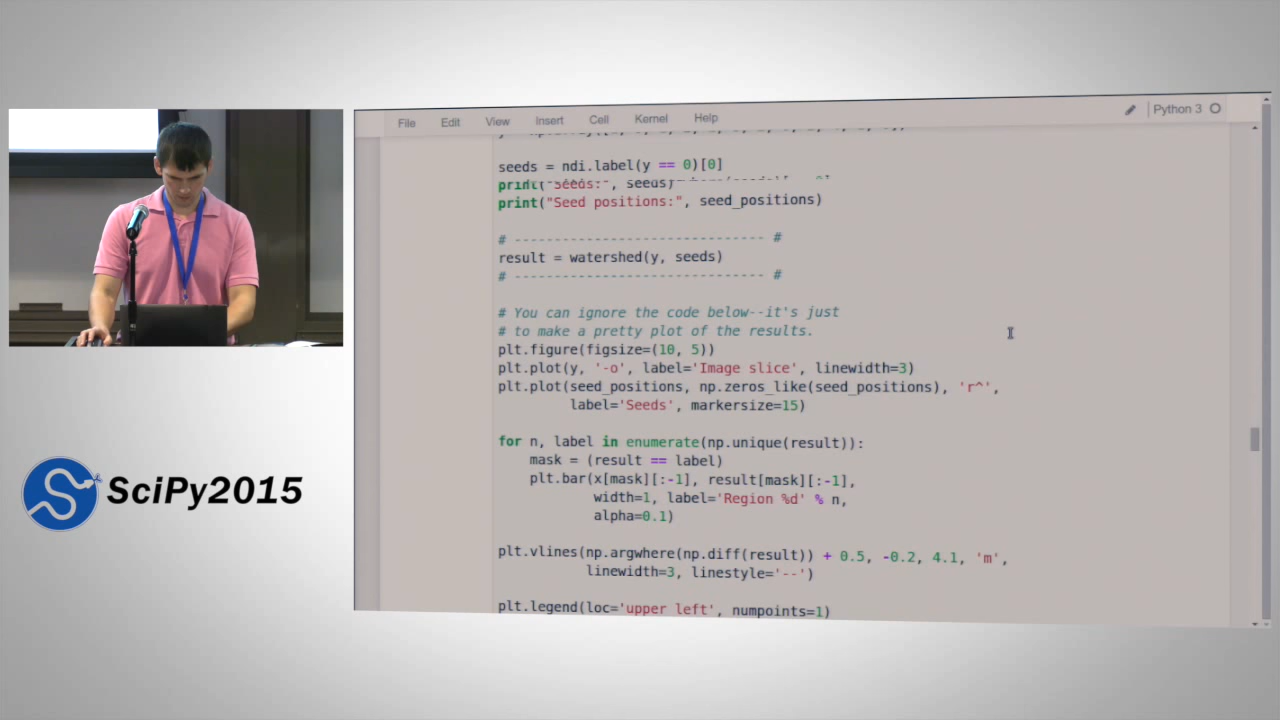 File Edit View Insert Cell Kernel Help
Python 3
seeds = ndi.label(y == 0)[0]
print("Seeds:", seeds)
print("Seed positions:", seed_positions)
# -------------------------------- #
result = watershed(y, seeds)
# -------------------------------- #
# You can ignore the code below--it's just
# to make a pretty plot of the results.
plt.figure(figsize=(10, 5))
plt.plot(y, '-o', label='Image slice', linewidth=3)
plt.plot(seed_positions, np.zeros_like(seed_positions), 'r^',
label='Seeds', markersize=15)
for n, label in enumerate(np.unique(result)):
mask = (result == label)
plt.bar(x[mask][:-1], result[mask][:-1],
width=1, label='Region %d' % n,
alpha=0.1)
plt.vlines(np.argwhere(np.diff(result)) + 0.5, -0.2, 4.1, 'm',
linewidth=3, linestyle='--')
plt.legend(loc='upper left', numpoints=1)
SciPy2015